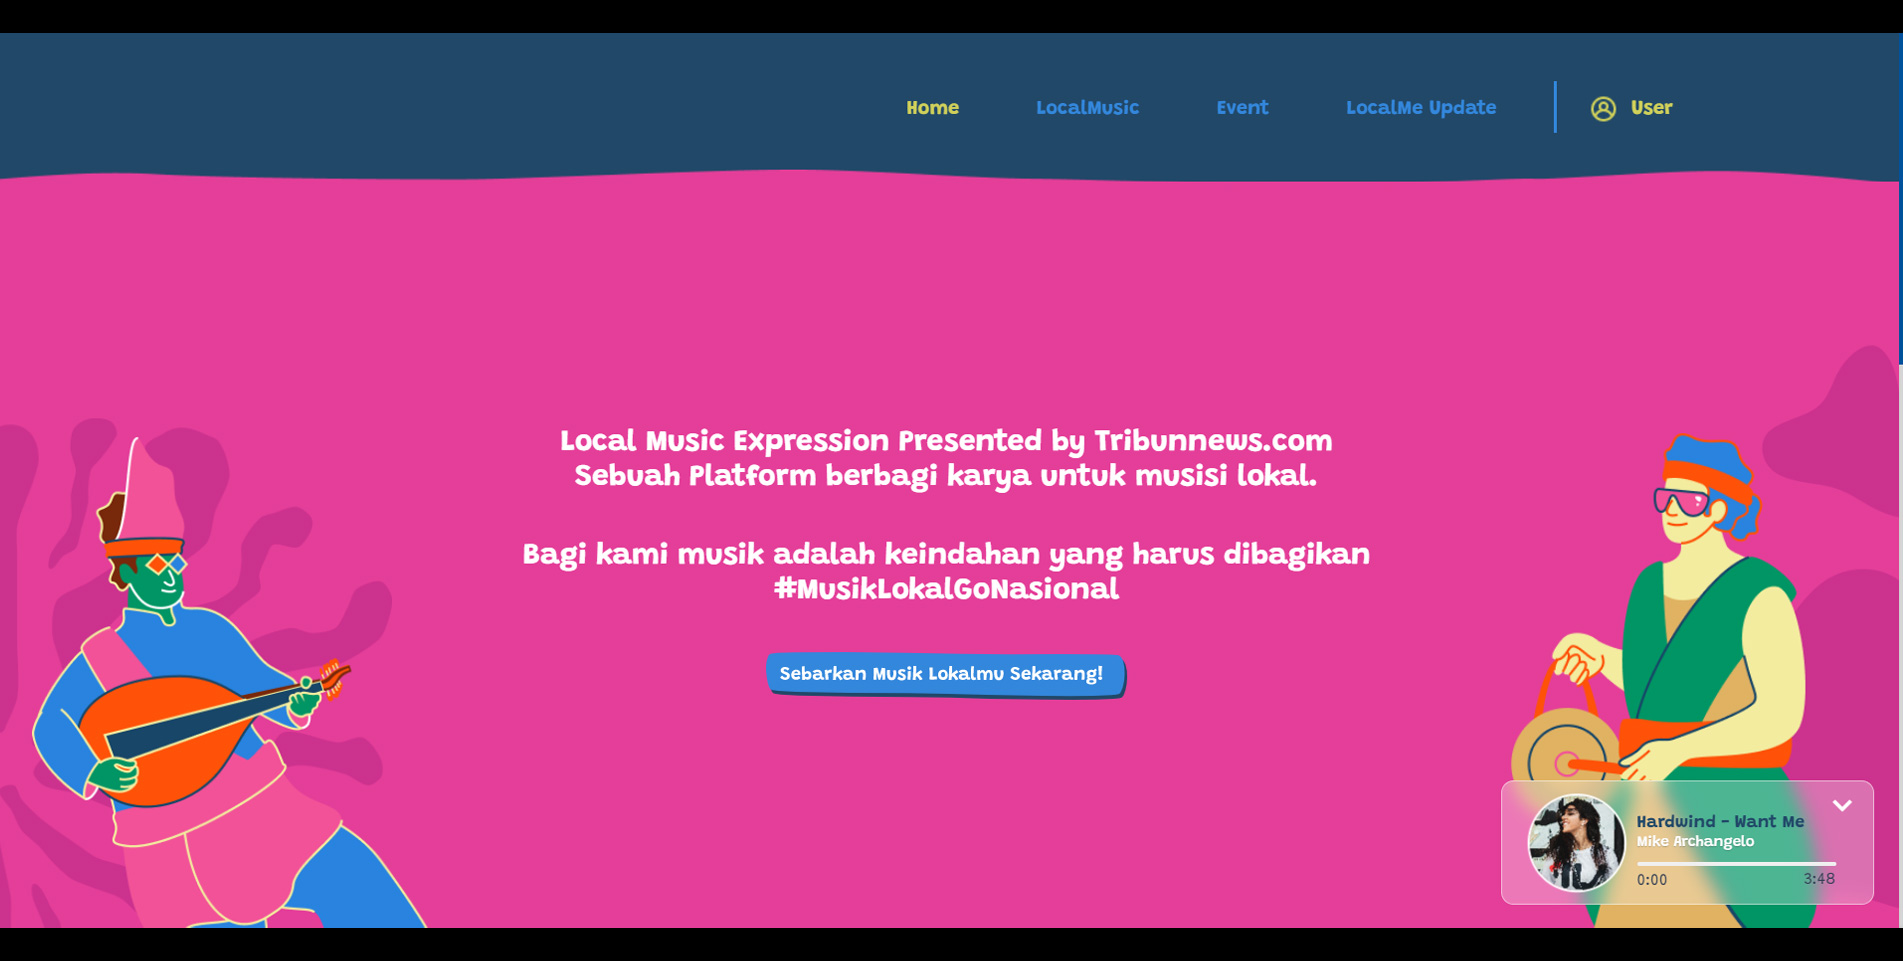 Home LocalMusic Event LocalMe Update User
Local Music Expression Presented by Tribunnews.com
Sebuah Platform berbagi karya untuk musisi lokal.
Bagi kami musik adalah keindahan yang harus dibagikan
#MusikLokalGoNasional
Sebarkan Musik Lokalmu Sekarang!
Hardwind - Want Me
Mike Archangelo
0:00 3:48